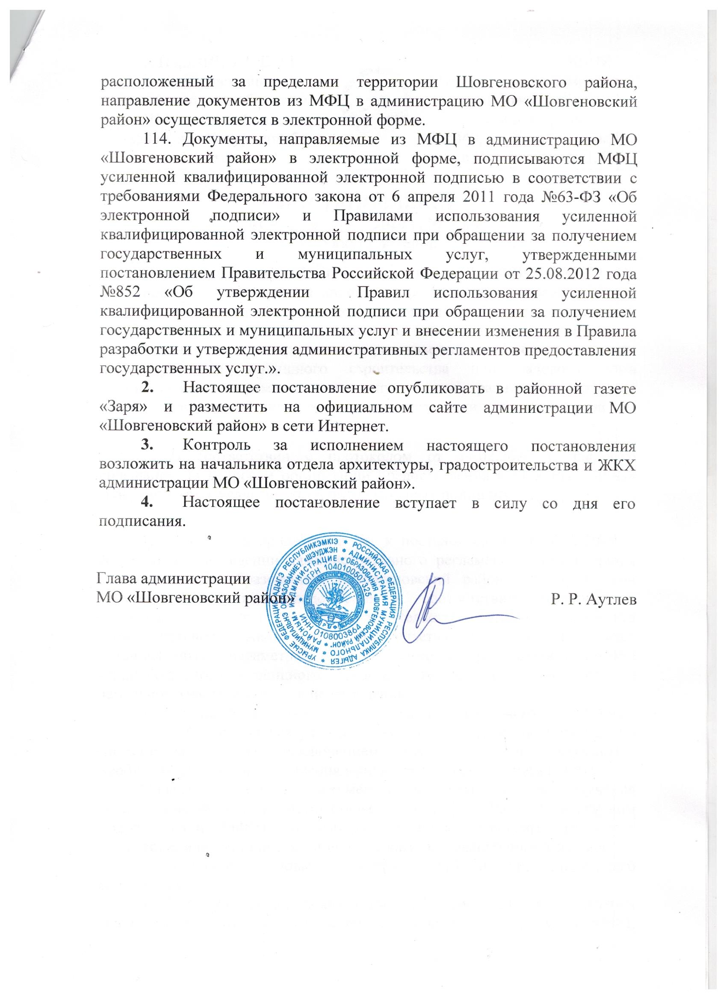 расположенный за пределами территории Шовгеновского района,
направление документов из МФЦ в администрацию МО «Шовгеновский
район» осуществляется в электронной форме.
114. Документы, направляемые из МФЦ в администрацию МО
«Шовгеновский район» в электронной форме, подписываются МФЦ
усиленной квалифицированной электронной подписью в соответствии с
требованиями Федерального закона от 6 апреля 2011 года №63-ФЗ «Об
электронной подписи» и Правилами использования усиленной
квалифицированной электронной подписи при обращении за получением
государственных и муниципальных услуг, утвержденными
постановлением Правительства Российской Федерации от 25.08.2012 года
№852 «Об утверждении Правил использования усиленной
квалифицированной электронной подписи при обращении за получением
государственных и муниципальных услуг и внесении изменения в Правила
разработки и утверждения административных регламентов предоставления
государственных услуг.».
2. Настоящее постановление опубликовать в районной газете
«Заря» и разместить на официальном сайте администрации МО
«Шовгеновский район» в сети Интернет.
3. Контроль за исполнением настоящего постановления
возложить на начальника отдела архитектуры, градостроительства и ЖКХ
администрации МО «Шовгеновский район».
4. Настоящее постановление вступает в силу со дня его
подписания.
Глава администрации
МО «Шовгеновский район»
Р. Р. Аутлев
УРЫСЫЕ ФЕДЕРАЦИЕ АДЫГЭ РЕСПУБЛИКЭМКІЭ * РОССИЙСКАЯ ФЕДЕРАЦИЯ РЕСПУБЛИКА АДЫГЕЯ *
МУНИЦИПАЛЬНЭ ОБРАЗОВАНИЕУ «ШЭУДЖЭН * АДМИНИСТРАЦИЯ МУНИЦИПАЛЬНОГО *
РАЙОНЫМ» ИАДМИНИСТРАЦИЕ * ОБРАЗОВАНИЯ «ШОВГЕНОВСКИЙ РАЙОН» *
* ОГРН 1040100507325 *
ИНН 0108003864